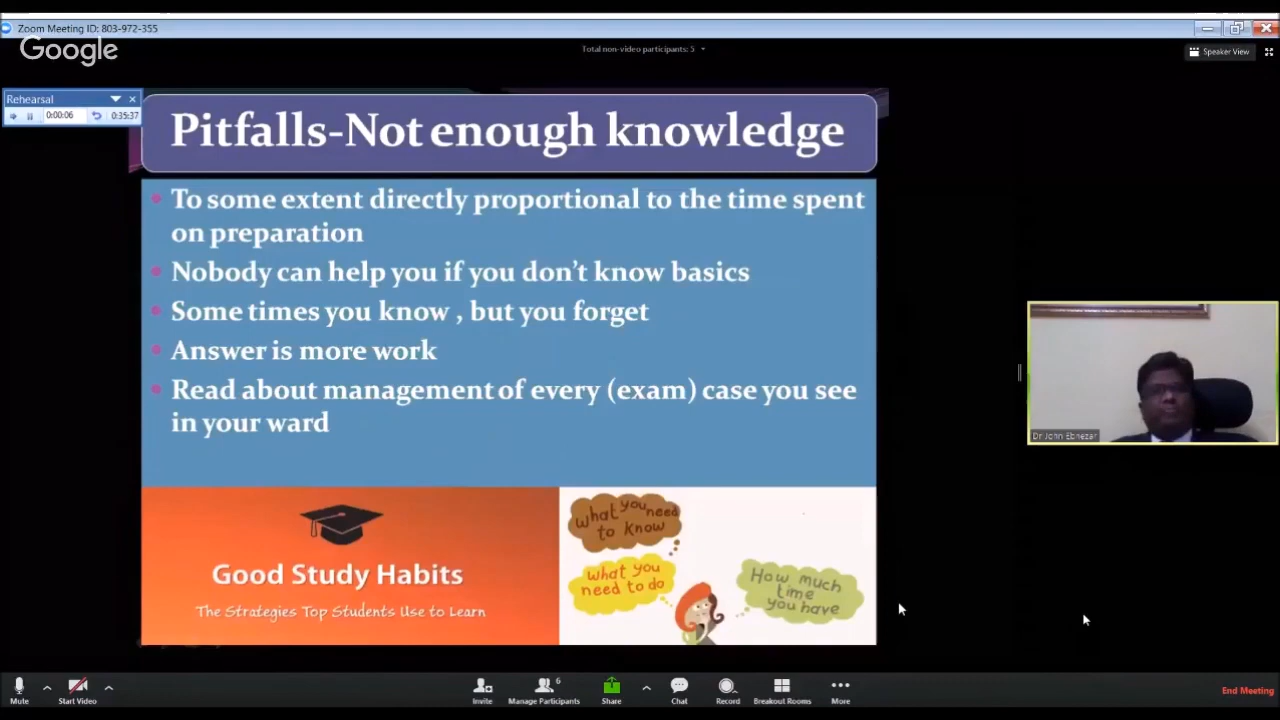 Zoom Meeting ID: 803-972-355
Google
Total non-video participants: 5
Speaker View
Rehearsal
0:00:06
0:35:37
Pitfalls-Not enough knowledge
To some extent directly proportional to the time spent
on preparation
Nobody can help you if you don't know basics
Some times you know , but you forget
Answer is more work
Read about management of every (exam) case you see
in your ward
Good Study Habits
The Strategies Top Students Use to Learn
what you need
to know
what you
need to do
How much
time
you have
Dr John Ebnezar
Mute
Start Video
Invite
6
Manage Participants
Share
Chat
Record
Breakout Rooms
More
End Meeting